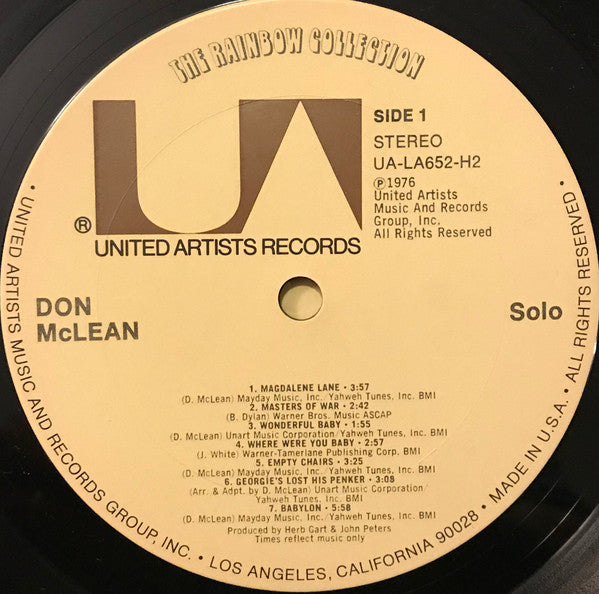 THE RAINBOW COLLECTION
UA
®
UNITED ARTISTS RECORDS
SIDE 1
STEREO
UA-LA652-H2
Ⓟ1976
United Artists
Music And Records
Group, Inc.
All Rights Reserved
DON
McLEAN
Solo
1. MAGDALENE LANE • 3:57
(D. McLean) Mayday Music, Inc./Yahweh Tunes, Inc. BMI
2. MASTERS OF WAR • 2:42
(B. Dylan) Warner Bros. Music ASCAP
3. WONDERFUL BABY • 1:55
(D. McLean) Unart Music Corporation/Yahweh Tunes, Inc. BMI
4. WHERE WERE YOU BABY • 2:57
(J. White) Warner-Tamerlane Publishing Corp. BMI
5. EMPTY CHAIRS • 3:25
(D. McLean) Mayday Music, Inc./Yahweh Tunes, Inc. BMI
6. GEORGIE'S LOST HIS PENKER • 3:08
(Arr. & Adpt. by D. McLean) Unart Music Corporation/
Yahweh Tunes, Inc. BMI
7. BABYLON • 5:58
(D. McLean) Mayday Music, Inc./Yahweh Tunes, Inc. BMI
Produced by Herb Gart & John Peters
Times reflect music only
• UNITED ARTISTS MUSIC AND RECORDS GROUP, INC. • LOS ANGELES, CALIFORNIA 90028 • MADE IN U.S.A. • ALL RIGHTS RESERVED •